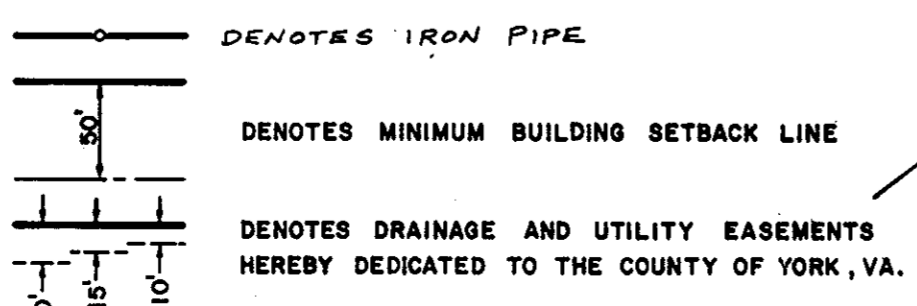 DENOTES IRON PIPE
50'
DENOTES MINIMUM BUILDING SETBACK LINE
DENOTES DRAINAGE AND UTILITY EASEMENTS
HEREBY DEDICATED TO THE COUNTY OF YORK, VA.
15'
10'